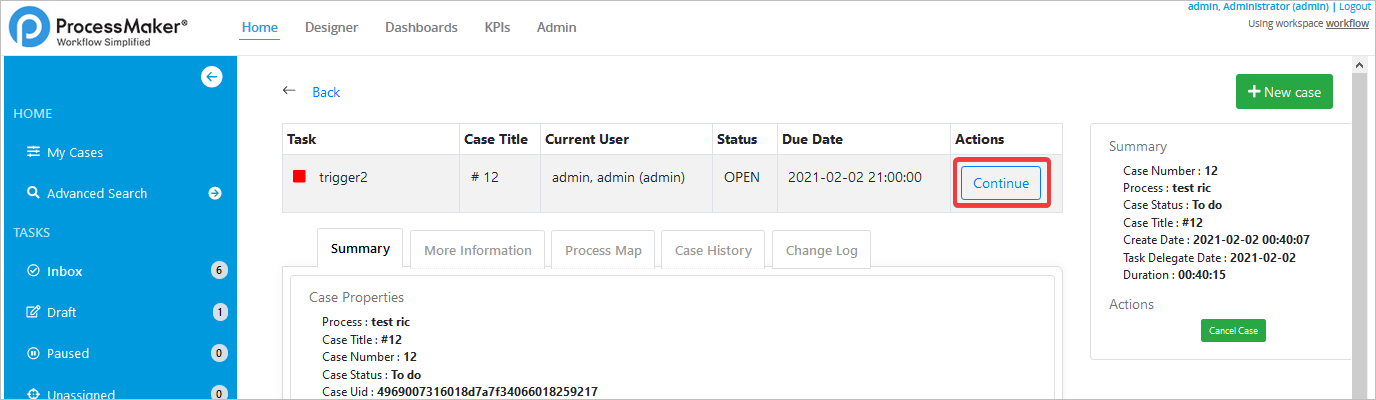 ProcessMaker®
Workflow Simplified
Home Designer Dashboards KPIs Admin
admin, Administrator (admin) | Logout
Using workspace workflow
HOME
My Cases
Advanced Search
TASKS
Inbox 6
Draft 1
Paused 0
Unassigned 0
Back
New case
Task Case Title Current User Status Due Date Actions
trigger2 # 12 admin, admin (admin) OPEN 2021-02-02 21:00:00 Continue
Summary More Information Process Map Case History Change Log
Case Properties
Process : test ric
Case Title : #12
Case Number : 12
Case Status : To do
Case Uid : 4969007316018d7a7f34066018259217
Summary
Case Number : 12
Process : test ric
Case Status : To do
Case Title : #12
Create Date : 2021-02-02 00:40:07
Task Delegate Date : 2021-02-02
Duration : 00:40:15
Actions
Cancel Case